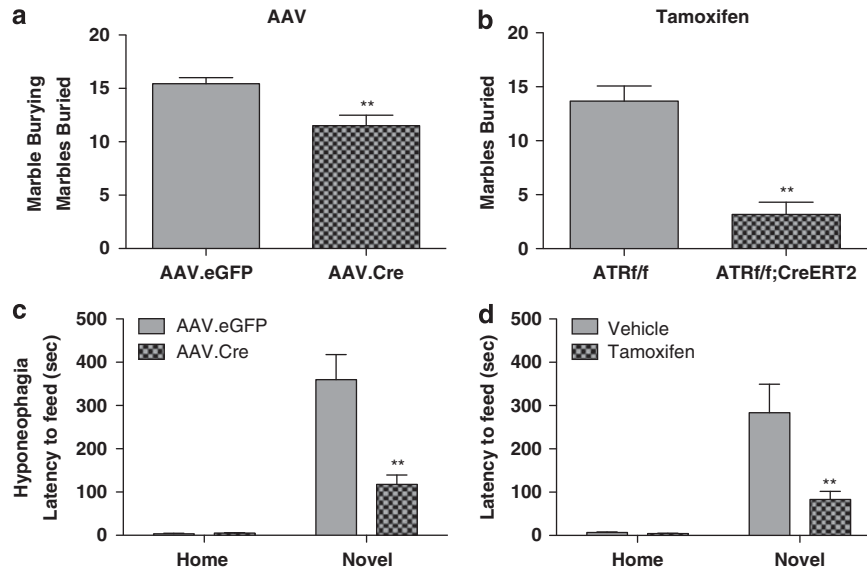 a
AAV
Marble Burying
Marbles Buried
20
15
10
5
0
**
AAV.eGFP
AAV.Cre
b
Tamoxifen
Marbles Buried
20
15
10
5
0
**
ATRf/f
ATRf/f;CreERT2
c
Hyponeophagia
Latency to feed (sec)
500
400
300
200
100
0
AAV.eGFP
AAV.Cre
**
Home
Novel
d
Latency to feed (sec)
500
400
300
200
100
0
Vehicle
Tamoxifen
**
Home
Novel